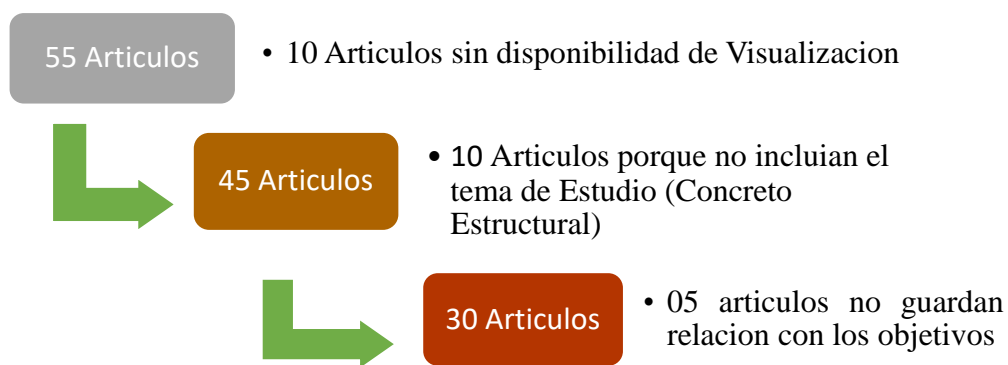 55 Articulos
• 10 Articulos sin disponibilidad de Visualizacion
45 Articulos
• 10 Articulos porque no incluian el
tema de Estudio (Concreto
Estructural)
30 Articulos
• 05 articulos no guardan
relacion con los objetivos